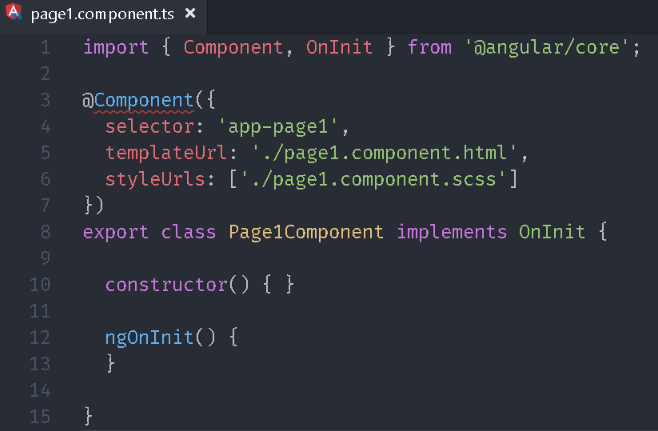 page1.component.ts ×
1 import { Component, OnInit } from '@angular/core';
2
3 @Component({
4   selector: 'app-page1',
5   templateUrl: './page1.component.html',
6   styleUrls: ['./page1.component.scss']
7 })
8 export class Page1Component implements OnInit {
9
10   constructor() { }
11
12   ngOnInit() {
13   }
14
15 }